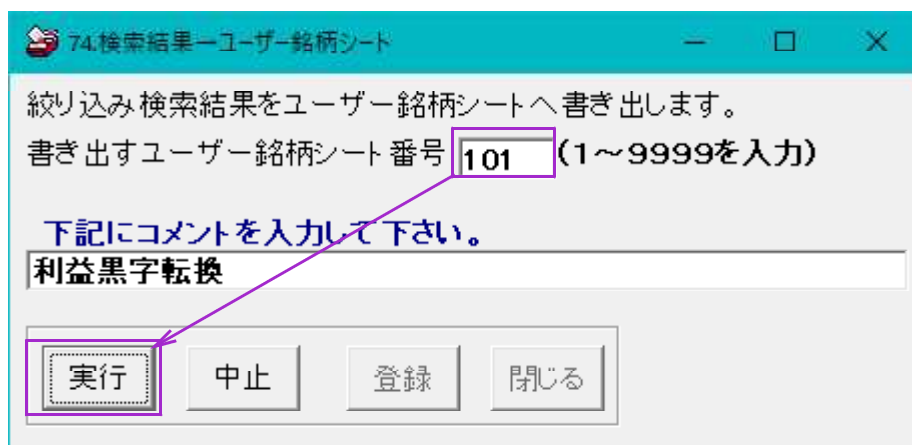 74.検索結果ーユーザー銘柄シート
絞り込み検索結果をユーザー銘柄シートへ書き出します。
書き出すユーザー銘柄シート番号 101 (1～9999を入力)
下記にコメントを入力して下さい。
利益黒字転換
実行 中止 登録 閉じる